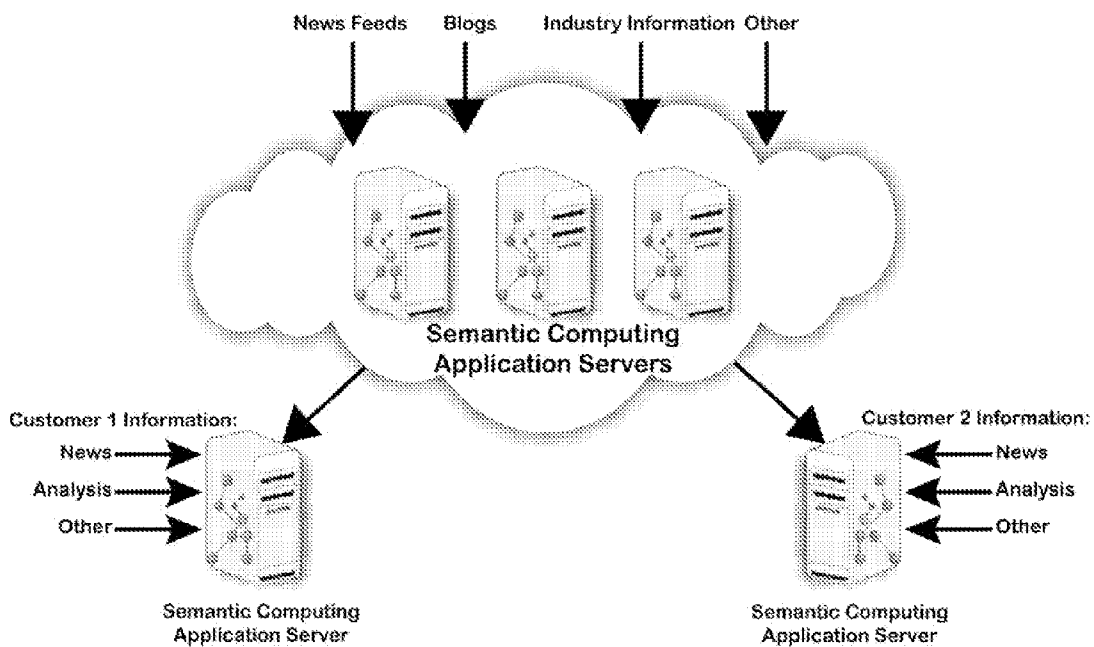 News Feeds Blogs Industry Information Other
Semantic Computing
Application Servers
Customer 1 Information:
News
Analysis
Other
Semantic Computing
Application Server
Customer 2 Information:
News
Analysis
Other
Semantic Computing
Application Server